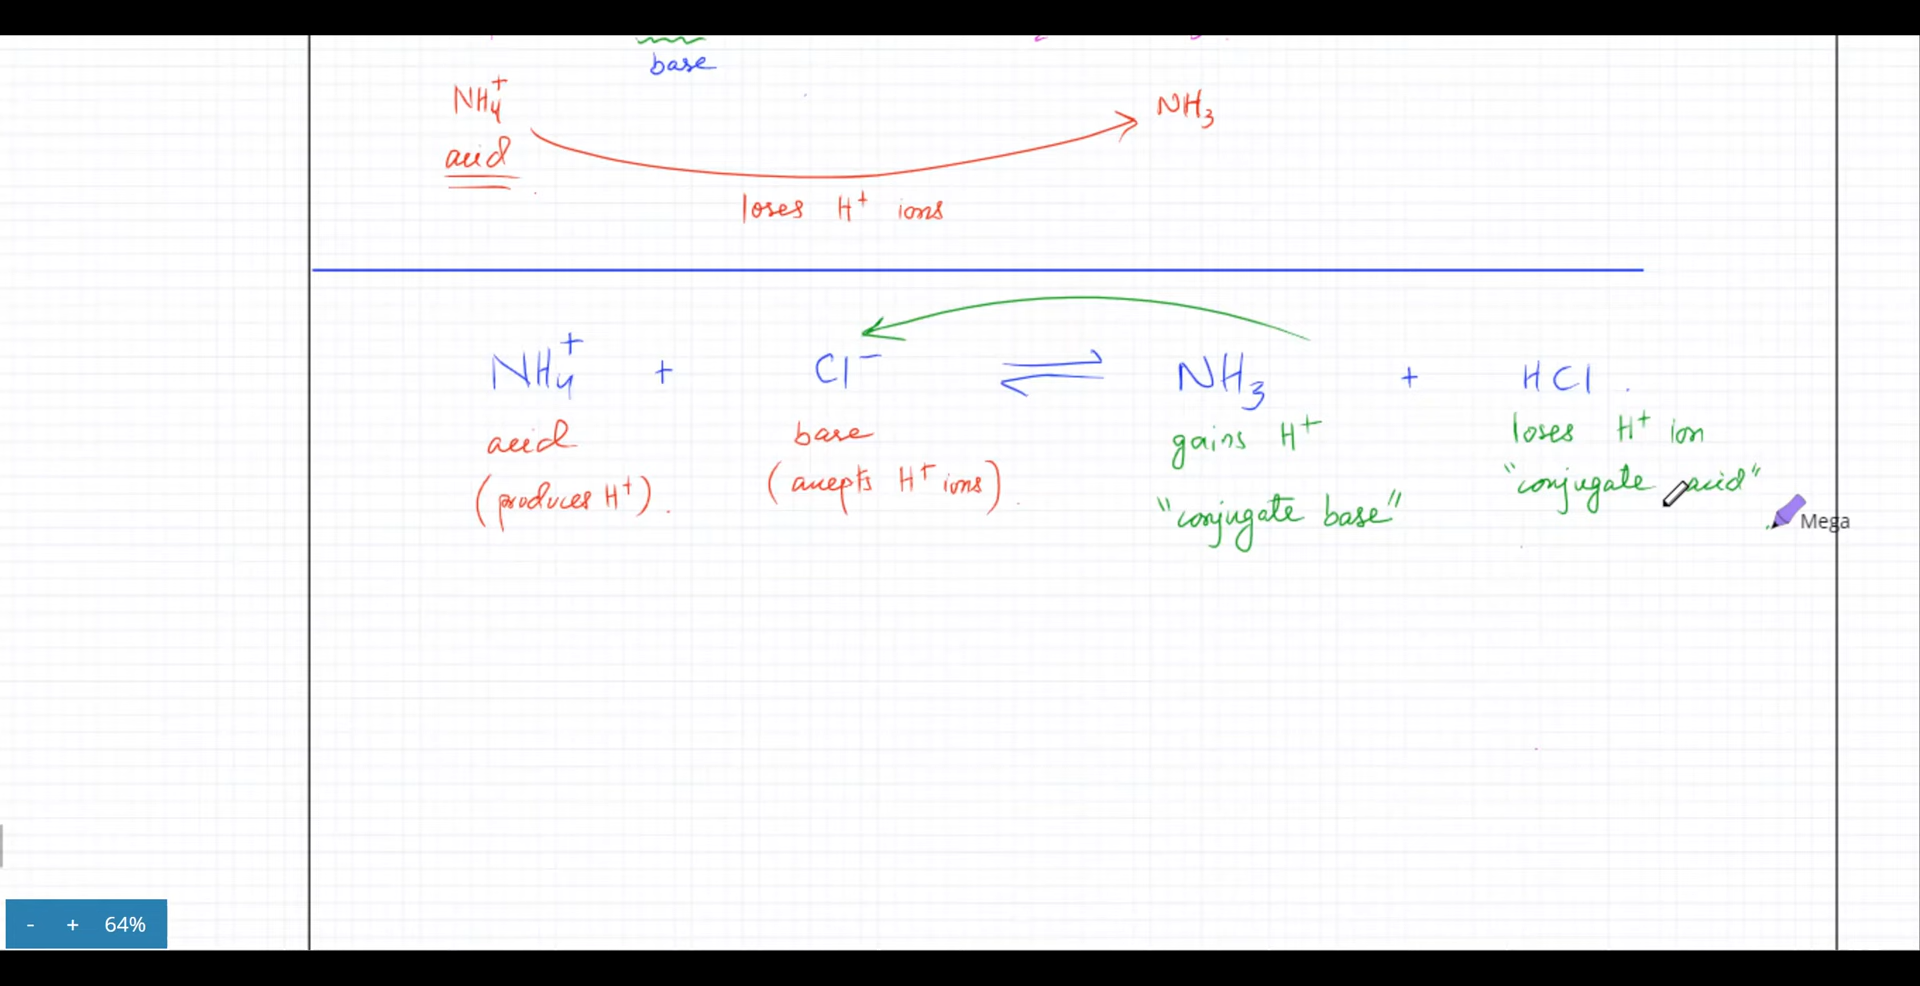 base
NH₄⁺
NH₃
acid
loses H⁺ ions
NH₄⁺ + Cl⁻ ⇌ NH₃ + HCl .
acid
base
gains H⁺
loses H⁺ ion
(produces H⁺) .
(accepts H⁺ ions) .
"conjugate base"
"conjugate acid"
Mega
- + 64%